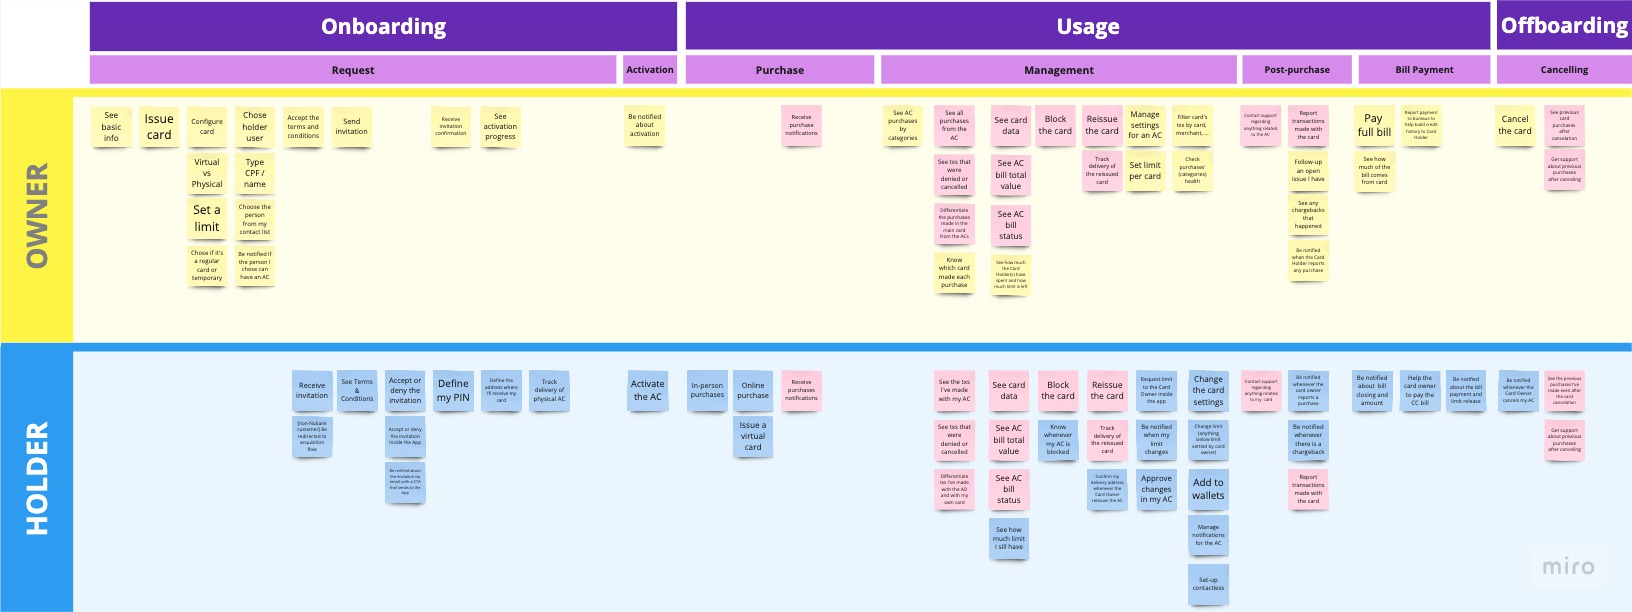 Onboarding
Usage
Offboarding
Request
Activation
Purchase
Management
Post-purchase
Bill Payment
Cancelling
OWNER
See
basic
info
Issue
card
Configure
card
Chose
holder
user
Accept the
terms and
conditions
Send
invitation
Receive
invitation
confirmation
See
activation
progress
Be notified
about
activation
Receive
purchase
notifications
See AC
purchases
by
categories
See all
purchases
from the
AC
See card
data
Block
the card
Reissue
the card
Manage
settings
for an AC
Filter card's
txs by card,
merchant, ...
Contact support
regarding
anything related
to the AC
Report
transactions
made with
the card
Pay
full bill
Report payment
to bureaus to
help build credit
history to Card
Holder
Cancel
the card
See previous
card
purchases
after
cancelation
Virtual
vs
Physical
Type
CPF /
name
See txs that
were
denied or
cancelled
See AC
bill total
value
Track
delivery of
the reissued
card
Set limit
per card
Check
purchases'
(categories)
health
Follow-up
an open
issue I have
See how
much of the
bill comes
from card
Get support
about previous
purchases
after canceling
Set a
limit
Choose the
person
from my
contact list
Differentiate
the purchases
made in the
main card
from the ACs
See AC
bill
status
See any
chargebacks
that
happened
Chose if it's
a regular
card or
temporary
Be notified if
the person I
chose can
have an AC
Know
which card
made each
purchase
See how much
the Card
Holder(s) have
spent and how
much limit is left
Be notified
when the Card
Holder reports
any purchase
HOLDER
Receive
invitation
See Terms
&
Conditions
Accept or
deny the
invitation
Define
my PIN
Define the
address where
I'll receive my
card
Track
delivery of
physical AC
Activate
the AC
In-person
purchases
Online
purchase
Receive
purchases
notifications
See the txs
I've made
with my AC
See card
data
Block
the card
Reissue
the card
Request limit
to the Card
Owner inside
the app
Change
the card
settings
Contact support
regarding
anything related
to my card
Be notified
whenever the
card owner
reports a
purchase
Be notified
about bill
closing and
amount
Help the
card owner
to pay the
CC bill
Be notified
about the bill
payment and
limit release
Be notified
whenever the
Card Owner
cancels my AC
See the previous
purchases I've
made even after
the card
cancelation
[non-Nubank
customer] Be
redirected to
acquisition
flow
Accept or deny
the invitation
inside the App
Issue a
virtual
card
See txs that
were
denied or
cancelled
See AC
bill total
value
Know
whenever
my AC is
blocked
Track
delivery of
the reissued
card
Be notified
when my
limit
changes
Change limit
(anything
below limit
settled by card
owner)
Be notified
whenever
there is a
chargeback
Get support
about previous
purchases
after canceling
Be notified about
the invitation via
email with a CTA
that sends to the
App
Differentiate
txs I've made
with the AD
and with my
own card
See AC
bill
status
Confirm my
delivery address
whenever the
Card Owner
reissues the AC
Approve
changes
in my AC
Add to
wallets
Report
transactions
made with
the card
See how
much limit
I sill have
Manage
notifications
for the AC
Set-up
contactless
miro